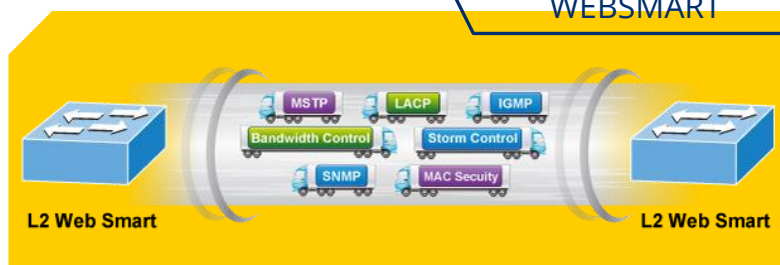 WEBSMART
MSTP
LACP
IGMP
Bandwidth Control
Storm Control
SNMP
MAC Secuity
L2 Web Smart
L2 Web Smart